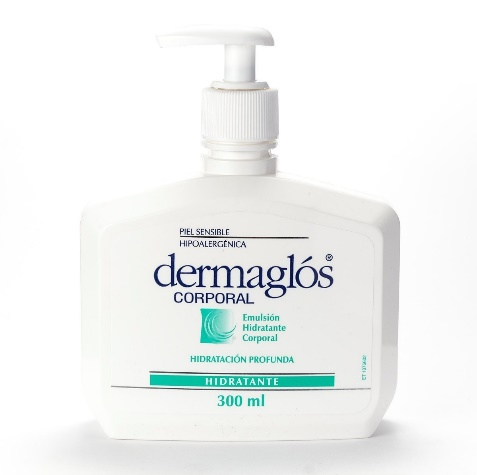 PIEL SENSIBLE
HIPOALERGÉNICA
dermaglós®
CORPORAL
Emulsión
Hidratante
Corporal
HIDRATACIÓN PROFUNDA
HIDRATANTE
300 ml